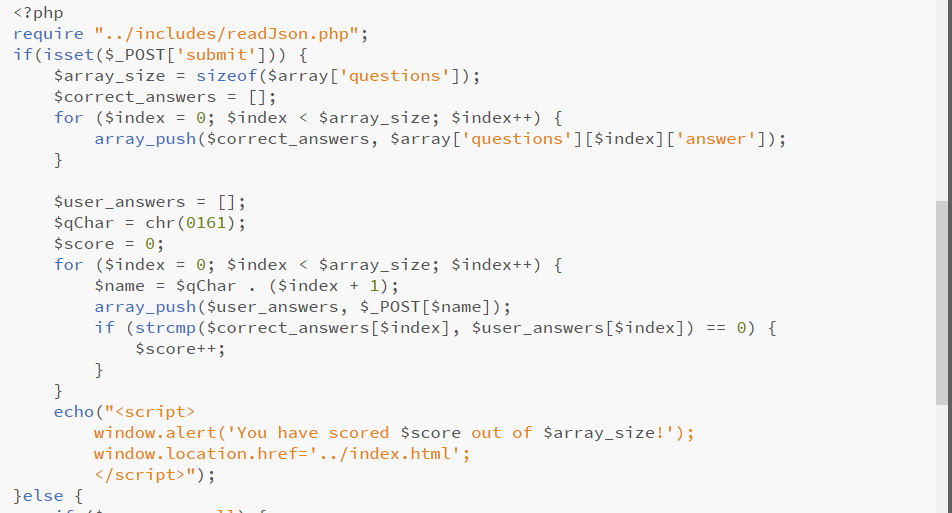 <?php
require "../includes/readJson.php";
if(isset($_POST['submit'])) {
    $array_size = sizeof($array['questions']);
    $correct_answers = [];
    for ($index = 0; $index < $array_size; $index++) {
        array_push($correct_answers, $array['questions'][$index]['answer']);
    }

    $user_answers = [];
    $qChar = chr(0161);
    $score = 0;
    for ($index = 0; $index < $array_size; $index++) {
        $name = $qChar . ($index + 1);
        array_push($user_answers, $_POST[$name]);
        if (strcmp($correct_answers[$index], $user_answers[$index]) == 0) {
            $score++;
        }
    }
    echo("<script>
        window.alert('You have scored $score out of $array_size!');
        window.location.href='../index.html';
        </script>");
}else {